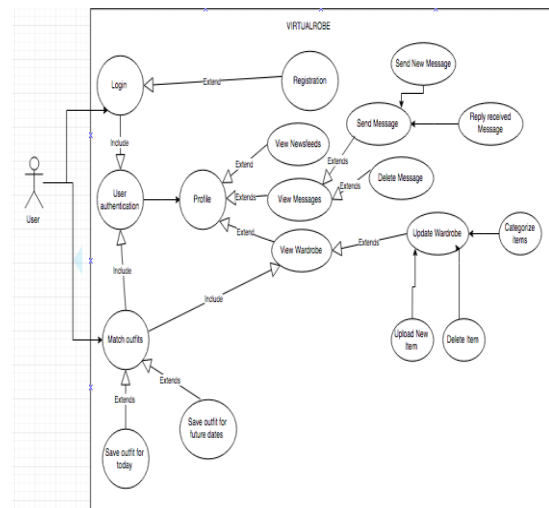 VIRTUALROBE
Send New Message
Login
Extend
Registration
Send Message
Reply received
Message
Include
View Newsfeeds
Extend
Extends
User
User
authentication
Profile
Extends
View Messages
Extends
Delete Message
Extend
View Wardrobe
Extends
Update Wardrobe
Categorize
items
Include
Include
Match outfits
Upload New
Item
Delete Item
Extends
Extends
Save outfit for
future dates
Save outfit for
today